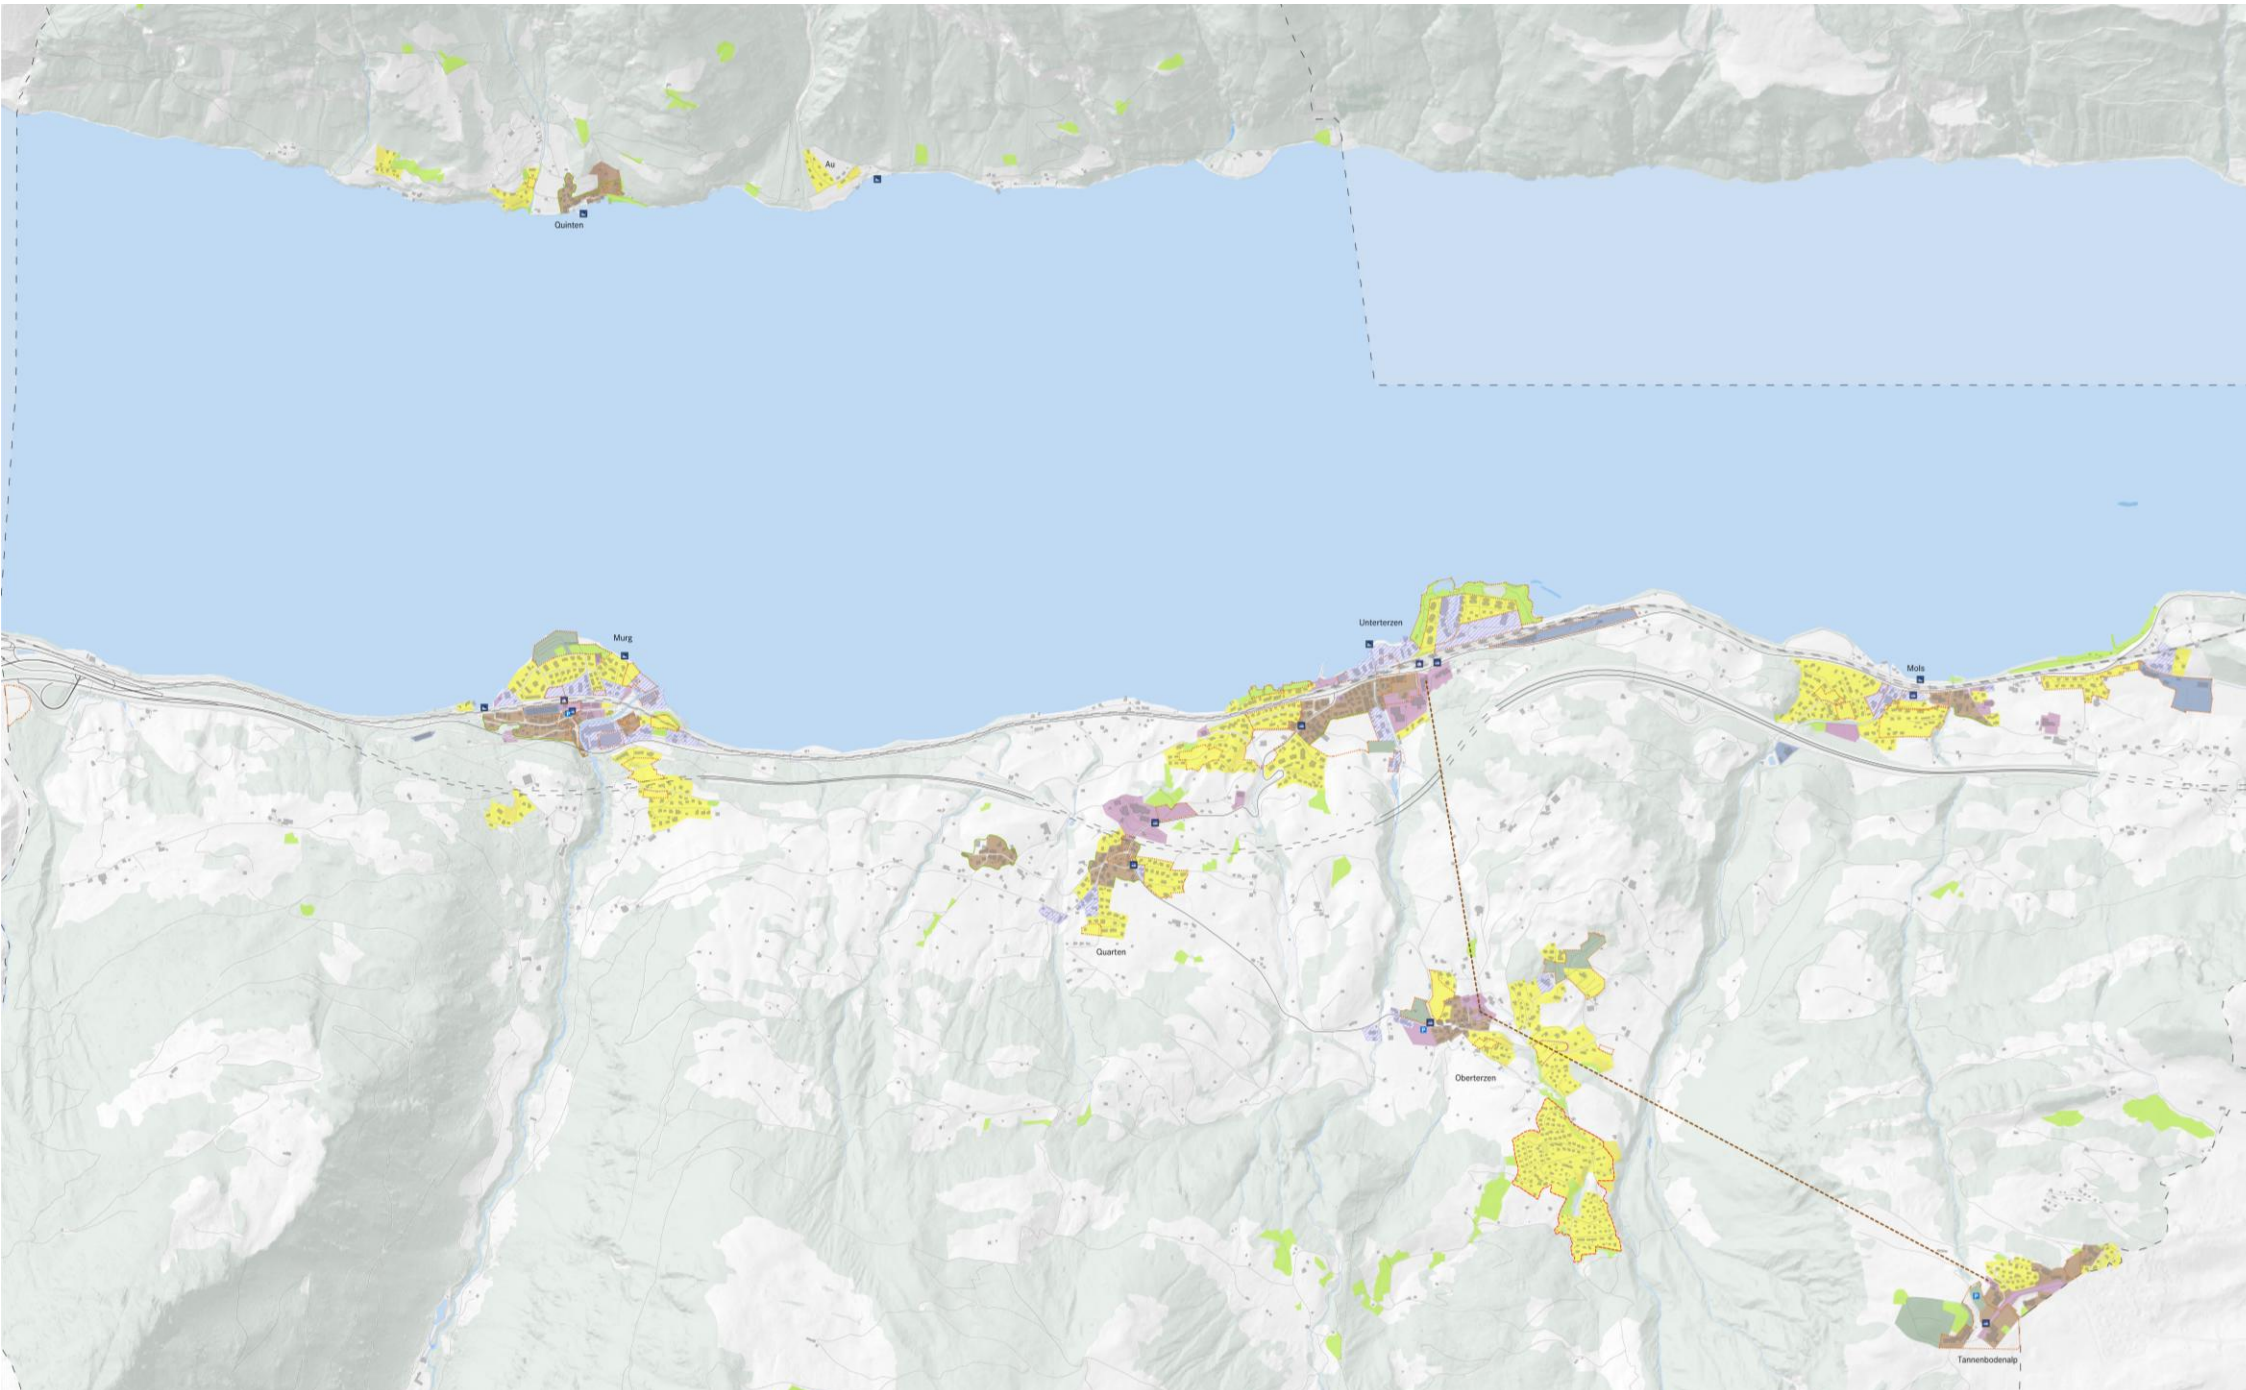 Au
Quinten
Unterterzen
Murg
Mols
Quarten
Oberterzen
Tannenbodenalp